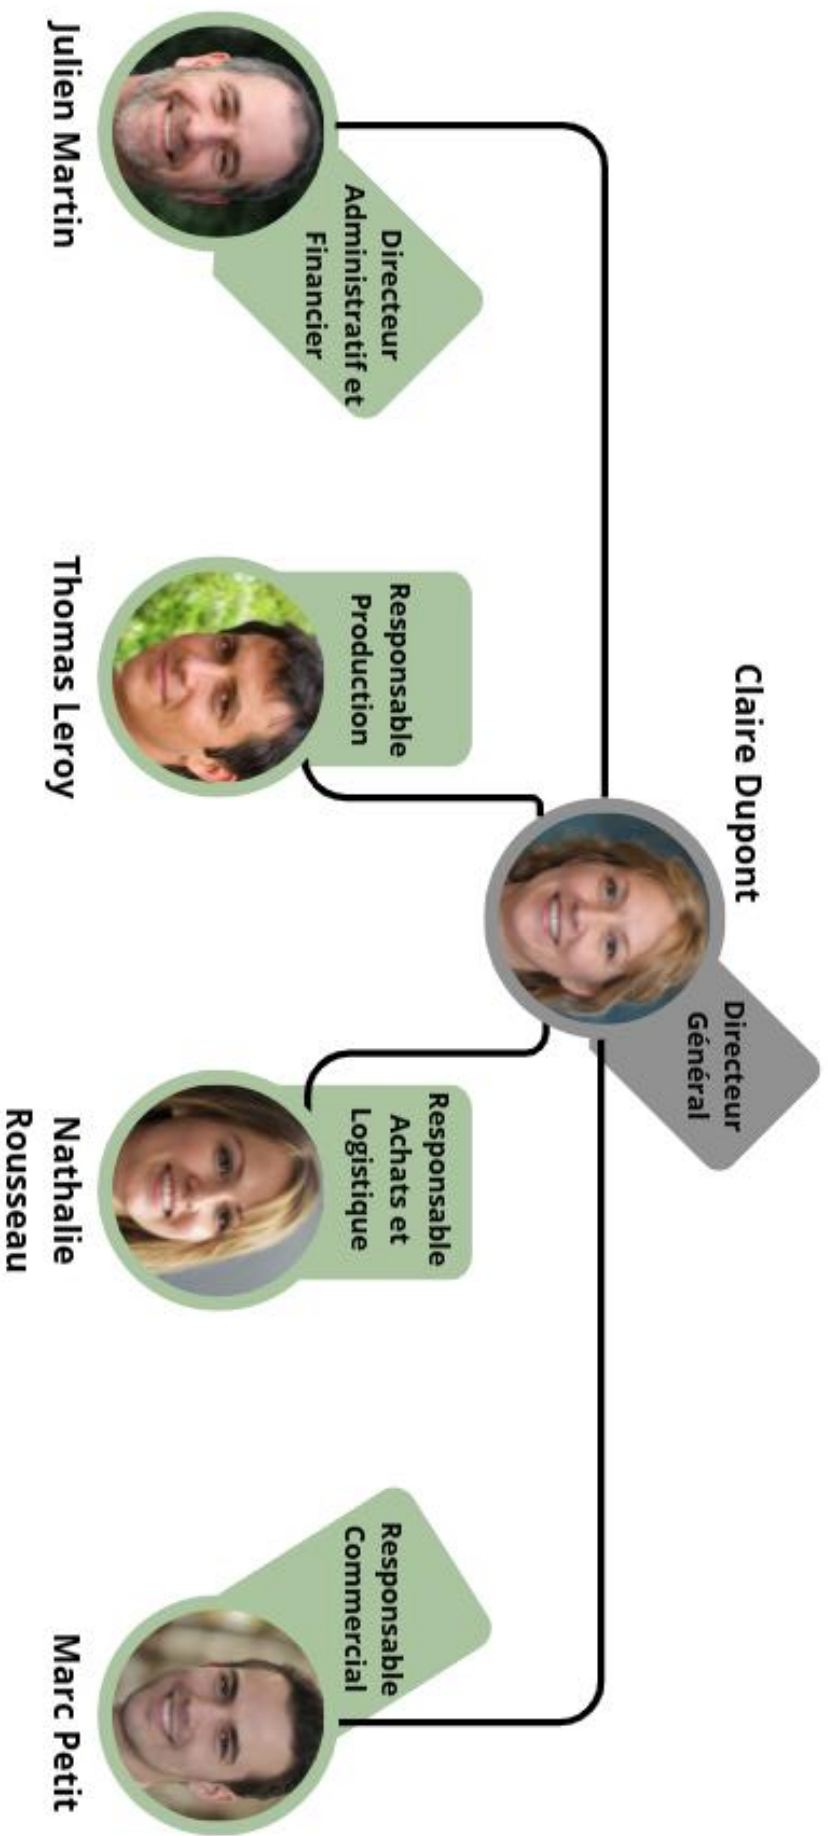 Claire Dupont
Directeur
Général
Directeur
Administratif et
Financier
Julien Martin
Responsable
Production
Thomas Leroy
Responsable
Achats et
Logistique
Nathalie
Rousseau
Responsable
Commercial
Marc Petit